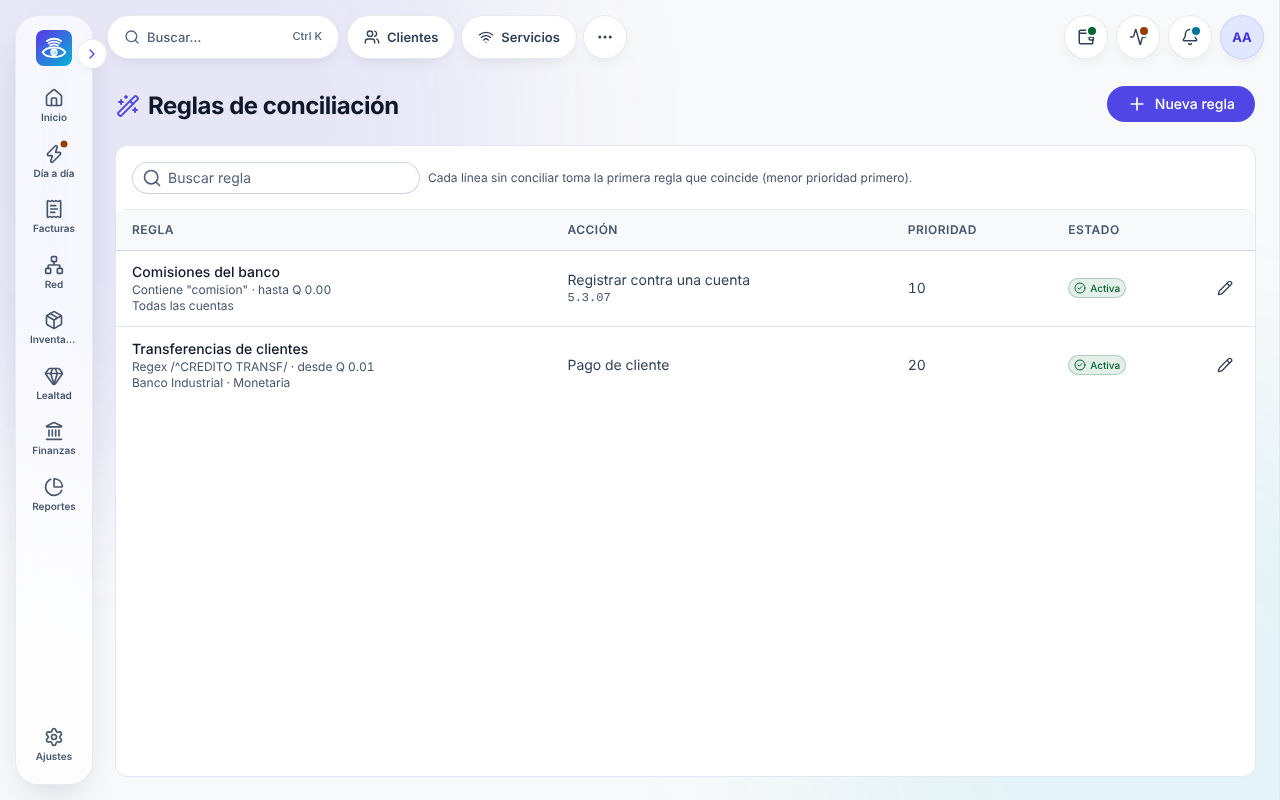 Buscar...
Ctrl K
Clientes
Servicios
AA
Inicio
Día a día
Facturas
Red
Inventa...
Lealtad
Finanzas
Reportes
Ajustes
Reglas de conciliación
Nueva regla
Buscar regla
Cada línea sin conciliar toma la primera regla que coincide (menor prioridad primero).
REGLA
ACCIÓN
PRIORIDAD
ESTADO
Comisiones del banco
Contiene "comision" · hasta Q 0.00
Todas las cuentas
Registrar contra una cuenta
5.3.07
10
Activa
Transferencias de clientes
Regex /^CREDITO TRANSF/ · desde Q 0.01
Banco Industrial · Monetaria
Pago de cliente
20
Activa